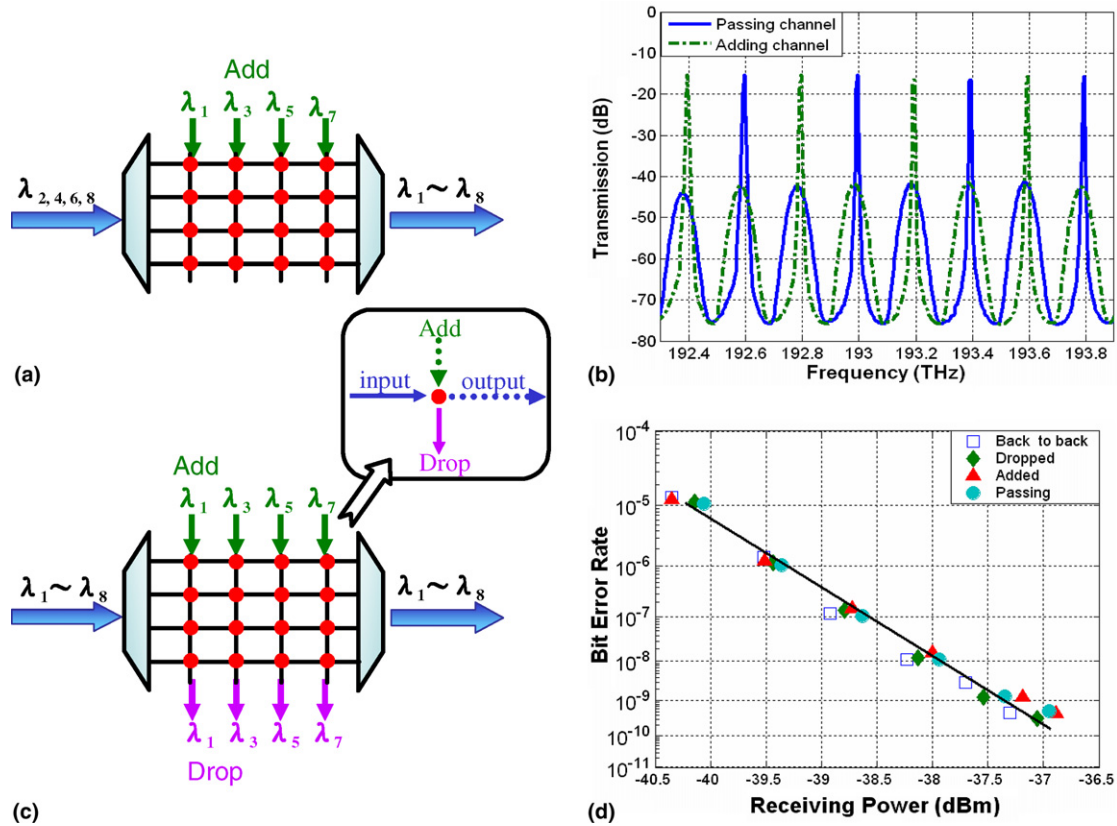 Add
λ1 λ3 λ5 λ7
λ2, 4, 6, 8
λ1~λ8
(a)
Passing channel
Adding channel
Transmission (dB)
0
-10
-20
-30
-40
-50
-60
-70
-80
192.4 192.6 192.8 193 193.2 193.4 193.6 193.8
Frequency (THz)
(b)
Add
input output
Drop
Add
λ1 λ3 λ5 λ7
λ1~λ8
λ1~λ8
λ1 λ3 λ5 λ7
Drop
(c)
Back to back
Dropped
Added
Passing
Bit Error Rate
10-4
10-5
10-6
10-7
10-8
10-9
10-10
10-11
-40.5 -40 -39.5 -39 -38.5 -38 -37.5 -37 -36.5
Receiving Power (dBm)
(d)